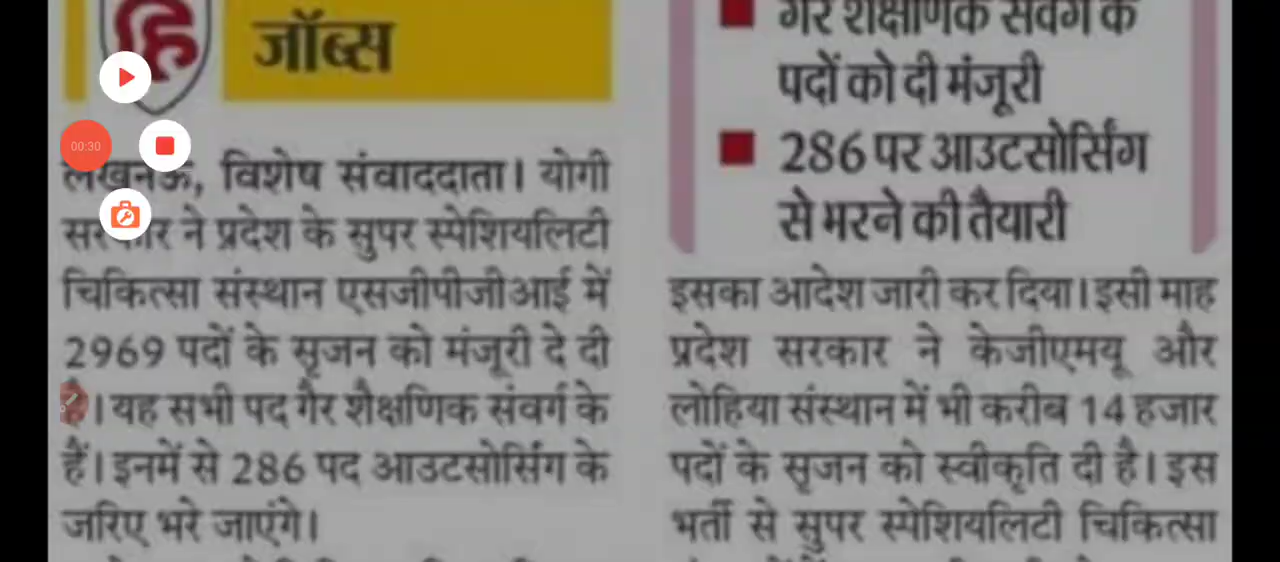 जॉब्स
लखनऊ, विशेष संवाददाता। योगी
सरकार ने प्रदेश के सुपर स्पेशियलिटी
चिकित्सा संस्थान एसजीपीजीआई में
2969 पदों के सृजन को मंजूरी दे दी
है। यह सभी पद गैर शैक्षणिक संवर्ग के
हैं। इनमें से 286 पद आउटसोर्सिंग के
जरिए भरे जाएंगे।
गैर शैक्षणिक संवर्ग के
पदों को दी मंजूरी
286 पर आउटसोर्सिंग
से भरने की तैयारी
इसका आदेश जारी कर दिया। इसी माह
प्रदेश सरकार ने केजीएमयू और
लोहिया संस्थान में भी करीब 14 हजार
पदों के सृजन को स्वीकृति दी है। इस
भर्ती से सुपर स्पेशियलिटी चिकित्सा
00:30